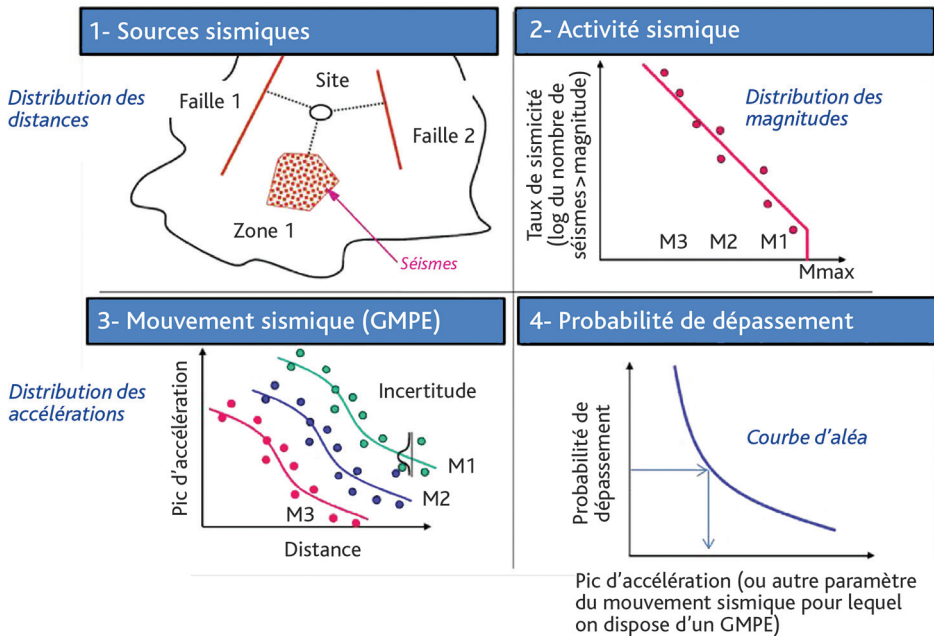 1- Sources sismiques
Distribution des
distances
Faille 1
Site
Faille 2
Zone 1
Séismes
2- Activité sismique
Taux de sismicité
(log du nombre de
séismes > magnitude)
Distribution des
magnitudes
M3
M2
M1
Mmax
3- Mouvement sismique (GMPE)
Distribution des
accélérations
Pic d'accélération
Incertitude
M1
M2
M3
Distance
4- Probabilité de dépassement
Probabilité de
dépassement
Courbe d'aléa
Pic d'accélération (ou autre paramètre
du mouvement sismique pour lequel
on dispose d'un GMPE)